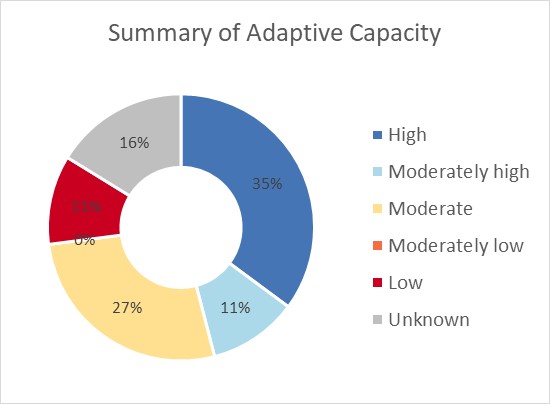 Summary of Adaptive Capacity
16%
35%
11%
0%
27%
11%
High
Moderately high
Moderate
Moderately low
Low
Unknown